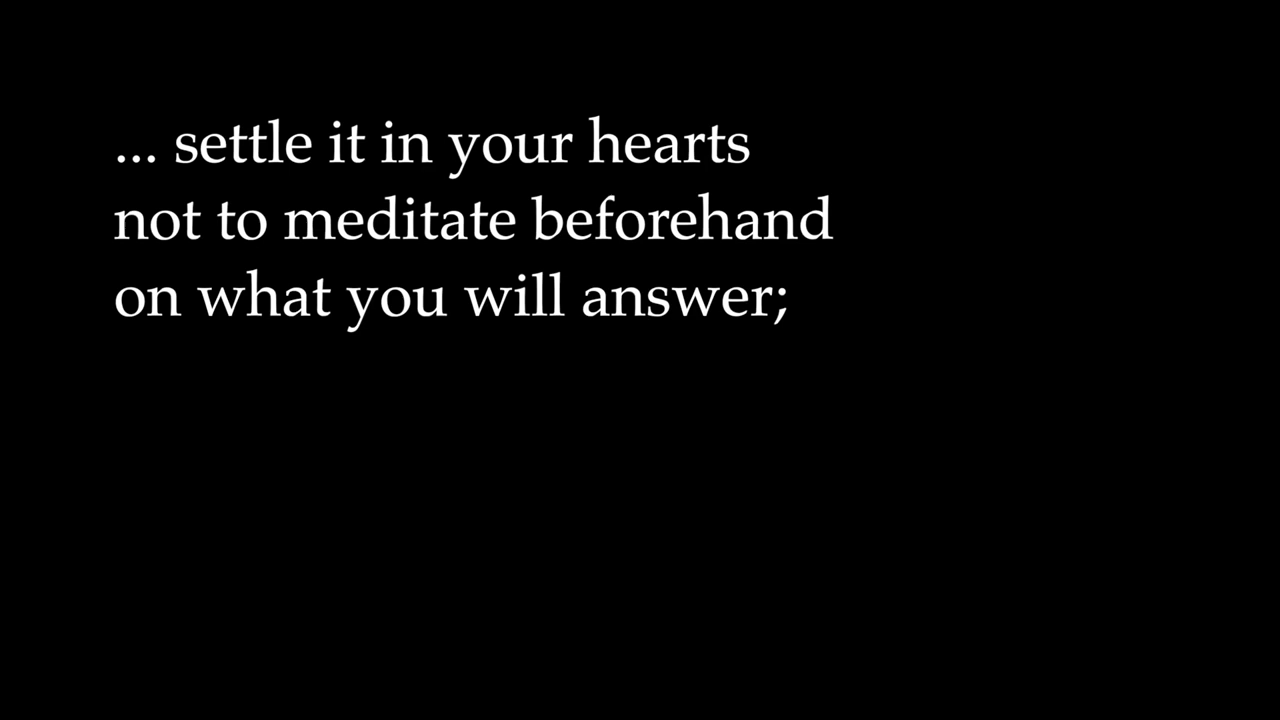 ... settle it in your hearts
not to meditate beforehand
on what you will answer;